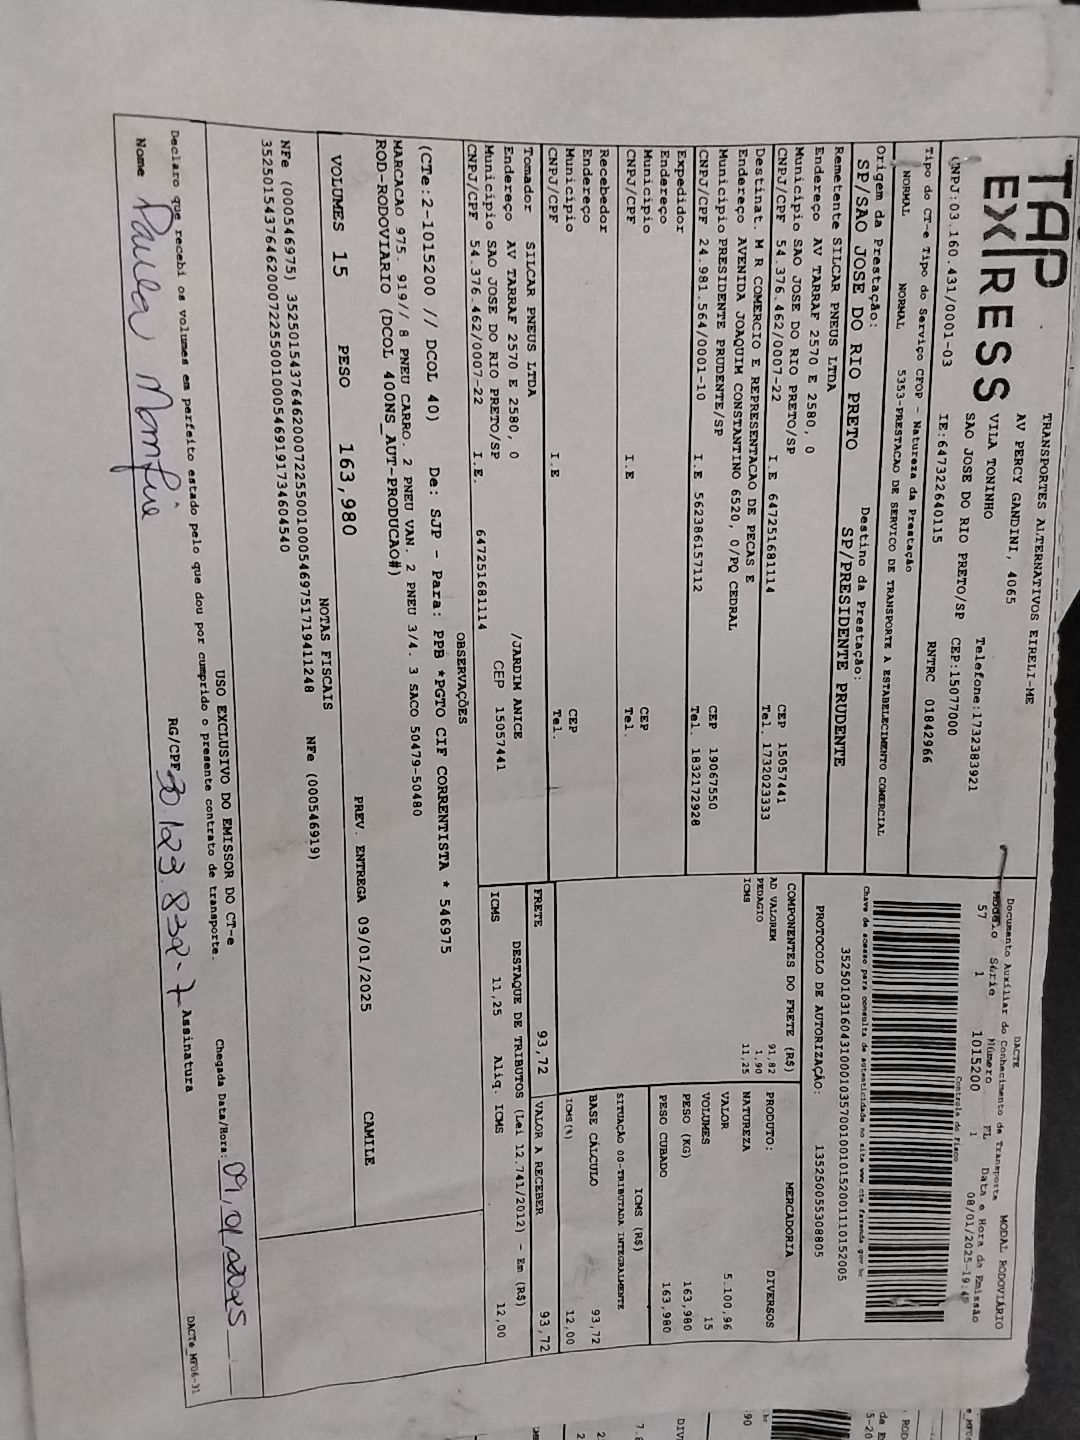 TAP EXPRESS
TRANSPORTES ALTERNATIVOS EIRELI-ME
AV PERCY GANDINI, 4065
VILA TONINHO
SAO JOSE DO RIO PRETO/SP CEP:15077000
Telefone:1732383921
CNPJ:03.160.431/0001-03 IE:647322640115 RNTRC 01842966
DACTE
Documento Auxiliar do Conhecimento de Transporte
MODAL RODOVIÁRIO
Modelo Série Número FL Data e Hora da Emissão
57 1 1015200 1 08/01/2025-19:4
Controle do Fisco
Chave de acesso para consulta de autenticidade no site www.cte.fazenda.gov.br
35250103160431000103570010010152001110152005
PROTOCOLO DE AUTORIZAÇÃO: 135250055308805
Tipo do CT-e Tipo do Serviço CFOP - Natureza da Prestação
NORMAL NORMAL 5353-PRESTACAO DE SERVICO DE TRANSPORTE A ESTABELECIMENTO COMERCIAL
Origem da Prestação: Destino da Prestação:
SP/SAO JOSE DO RIO PRETO SP/PRESIDENTE PRUDENTE
Remetente SILCAR PNEUS LTDA
Endereço AV TARRAF 2570 E 2580, 0
Município SAO JOSE DO RIO PRETO/SP CEP 15057441
CNPJ/CPF 54.376.462/0007-22 I.E 647251681114 Tel. 1732023333
Destinat. M R COMERCIO E REPRESENTACAO DE PECAS E
Endereço AVENIDA JOAQUIM CONSTANTINO 6520, 0/PQ CEDRAL
Município PRESIDENTE PRUDENTE/SP CEP 19067550
CNPJ/CPF 24.981.564/0001-10 I.E 562386157112 Tel. 1832172928
Expedidor
Endereço
Município CEP
CNPJ/CPF I.E Tel.
Recebedor
Endereço
Município CEP
CNPJ/CPF I.E Tel.
Tomador SILCAR PNEUS LTDA
Endereço AV TARRAF 2570 E 2580, 0 /JARDIM ANICE
Município SAO JOSE DO RIO PRETO/SP CEP 15057441
CNPJ/CPF 54.376.462/0007-22 I.E. 647251681114
COMPONENTES DO FRETE (R$)
AD VALOREM 91,82
PEDAGIO 1,90
ICMS 11,25
MERCADORIA
PRODUTO: DIVERSOS
NATUREZA
VALOR 5.100,96
VOLUMES 15
PESO (KG) 163,980
PESO CUBADO 163,980
ICMS (R$)
SITUAÇÃO 00-TRIBUTADA INTEGRALMENTE
BASE CÁLCULO 93,72
ICMS(%) 12,00
FRETE 93,72 VALOR A RECEBER 93,72
DESTAQUE DE TRIBUTOS (Lei 12.741/2012) - Em (R$)
ICMS 11,25 Aliq. ICMS 12,00
OBSERVAÇÕES
(CTe:2-1015200 // DCOL 40) De: SJP - Para: PPB *PGTO CIF CORRENTISTA * 546975
MARCACAO 975. 919// 8 PNEU CARRO. 2 PNEU VAN. 2 PNEU 3/4. 3 SACO 50479-50480
ROD-RODOVIARIO (DCOL 400NS_AUT-PRODUCAO#)
VOLUMES 15 PESO 163,980 PREV. ENTREGA 09/01/2025 CAMILE
NOTAS FISCAIS
NFe (000546975) 35250154376462000722550010005469751719411248 NFe (000546919)
35250154376462000722550010005469191734604540
USO EXCLUSIVO DO EMISSOR DO CT-e
Declaro que recebi os volumes em perfeito estado pelo que dou por cumprido o presente contrato de transporte.
Chegada Data/Hora: 09,01,2025
Nome Paula RG/CPF 30.123.832-7 Assinatura
DACTe_MF06-31